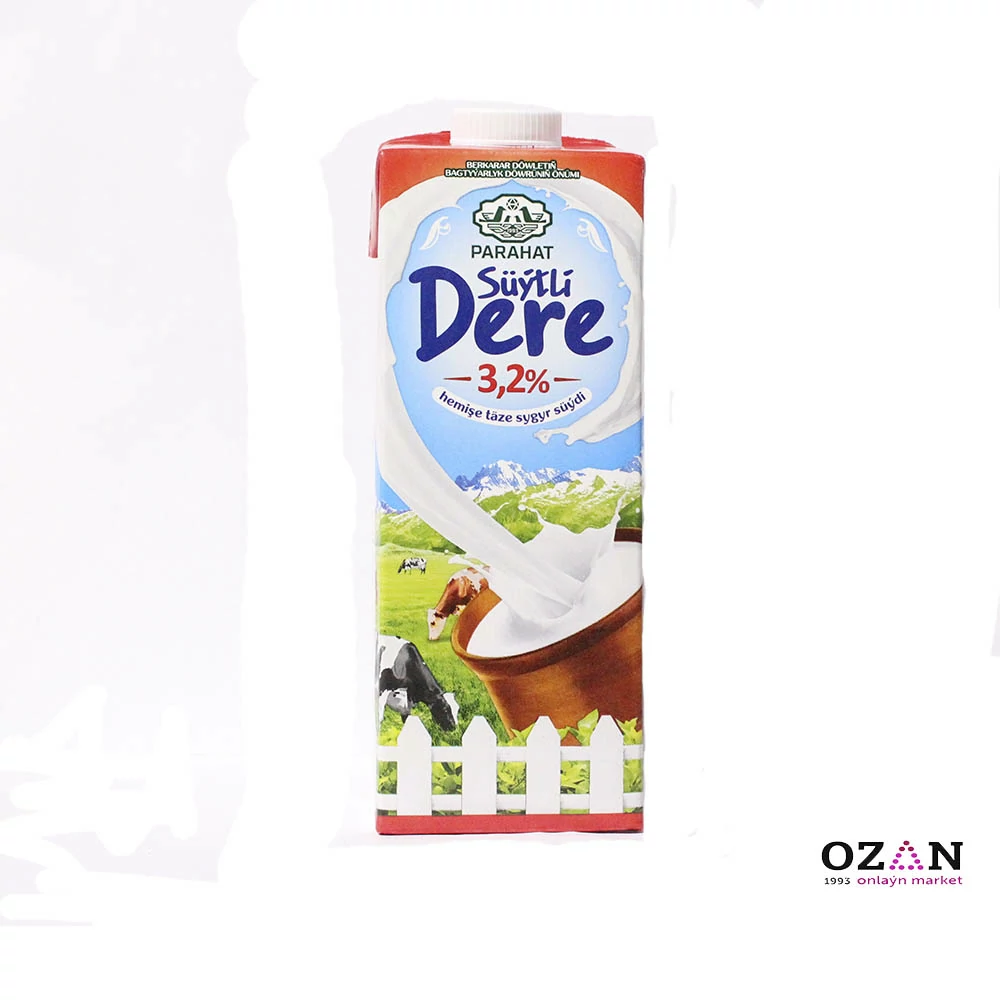 BERKARAR DÖWLETIŇ
BAGTYÝARLYK DÖWRÜNIŇ ÖNÜMI
PARAHAT
Süýtli
Dere
3,2%
hemişe täze sygyr süýdi
OZAN
1993 onlaýn market